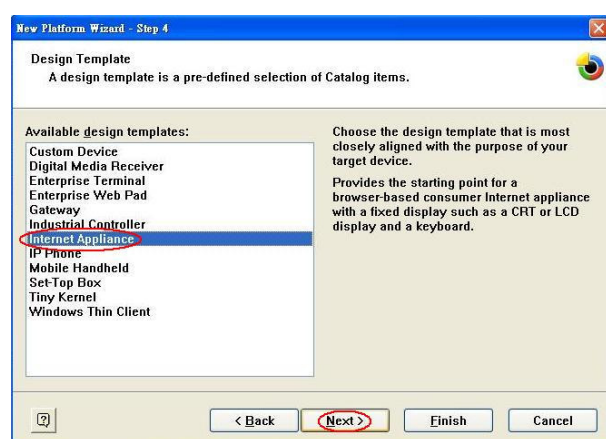 New Platform Wizard - Step 4
Design Template
A design template is a pre-defined selection of Catalog items.
Available design templates:
Custom Device
Digital Media Receiver
Enterprise Terminal
Enterprise Web Pad
Gateway
Industrial Controller
Internet Appliance
IP Phone
Mobile Handheld
Set-Top Box
Tiny Kernel
Windows Thin Client
Choose the design template that is most
closely aligned with the purpose of your
target device.
Provides the starting point for a
browser-based consumer Internet appliance
with a fixed display such as a CRT or LCD
display and a keyboard.
?
< Back
Next >
Finish
Cancel